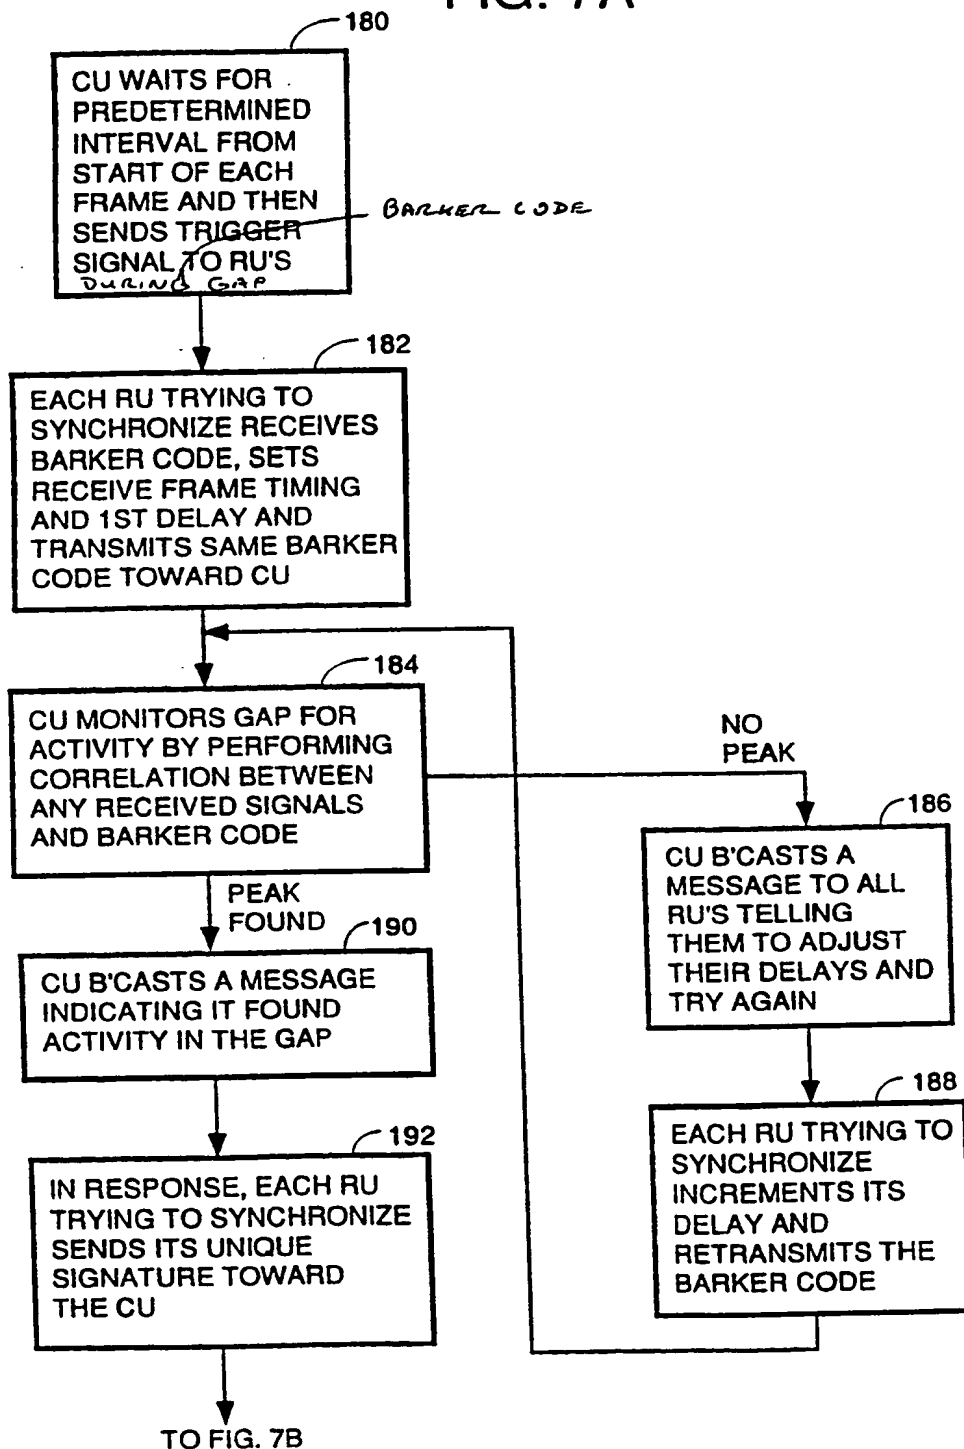 FIG. 7A
180
CU WAITS FOR
PREDETERMINED
INTERVAL FROM
START OF EACH
FRAME AND THEN
SENDS TRIGGER
SIGNAL TO RU'S
DURING GAP
BARKER CODE
182
EACH RU TRYING TO
SYNCHRONIZE RECEIVES
BARKER CODE, SETS
RECEIVE FRAME TIMING
AND 1ST DELAY AND
TRANSMITS SAME BARKER
CODE TOWARD CU
184
CU MONITORS GAP FOR
ACTIVITY BY PERFORMING
CORRELATION BETWEEN
ANY RECEIVED SIGNALS
AND BARKER CODE
NO
PEAK
186
CU B'CASTS A
MESSAGE TO ALL
RU'S TELLING
THEM TO ADJUST
THEIR DELAYS AND
TRY AGAIN
188
EACH RU TRYING TO
SYNCHRONIZE
INCREMENTS ITS
DELAY AND
RETRANSMITS THE
BARKER CODE
PEAK
FOUND
190
CU B'CASTS A MESSAGE
INDICATING IT FOUND
ACTIVITY IN THE GAP
192
IN RESPONSE, EACH RU
TRYING TO SYNCHRONIZE
SENDS ITS UNIQUE
SIGNATURE TOWARD
THE CU
TO FIG. 7B